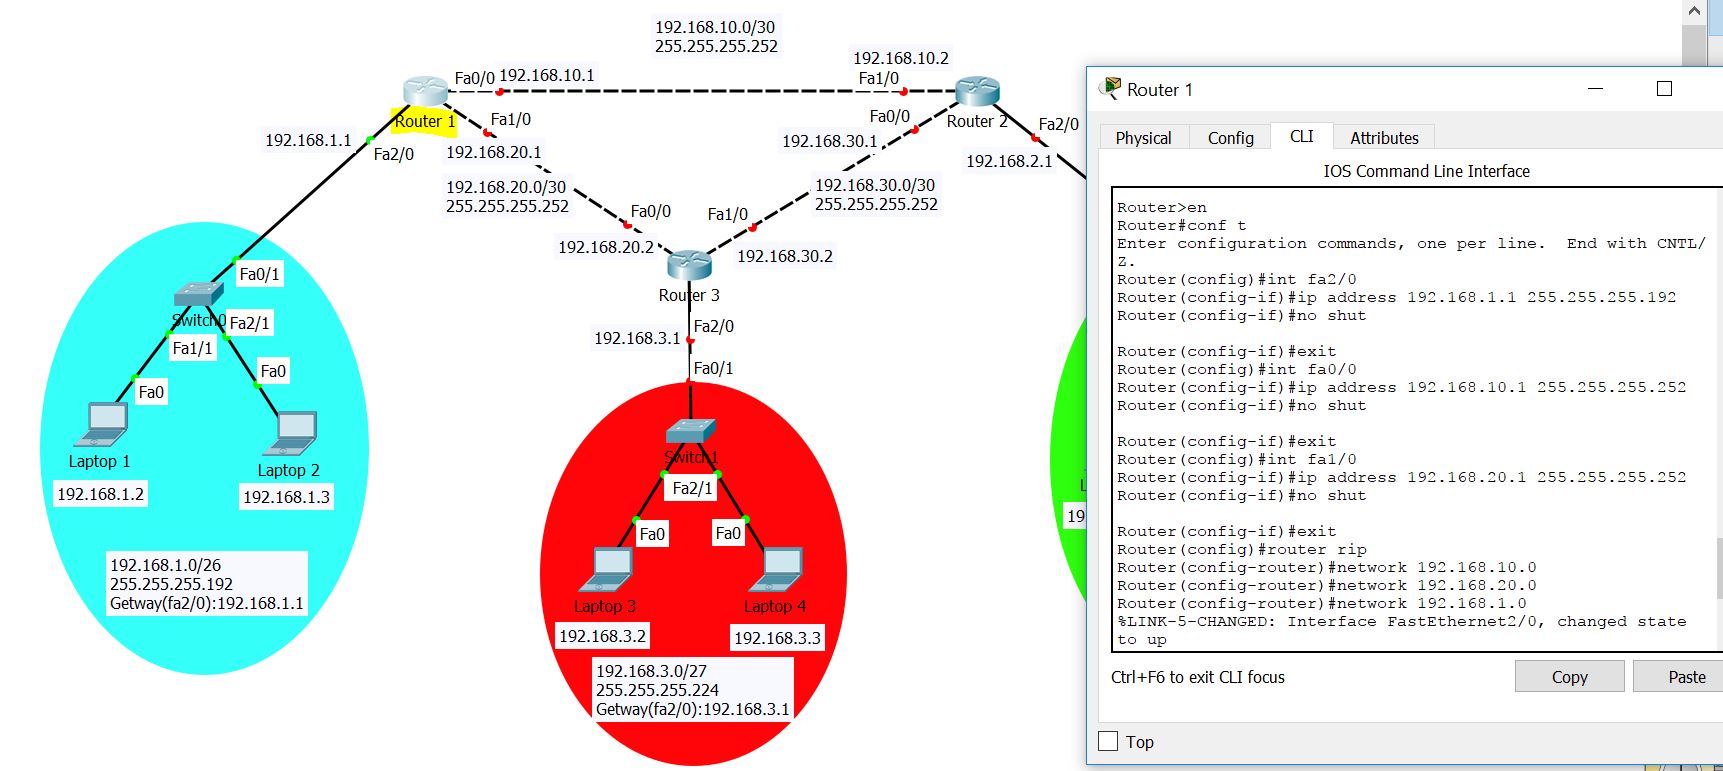 192.168.10.0/30
255.255.255.252
192.168.10.2
Fa0/0
192.168.10.1
Fa1/0
Router 1
Fa1/0
Router 2
Fa0/0
Fa2/0
192.168.1.1
Fa2/0
192.168.20.1
192.168.30.1
192.168.2.1
192.168.20.0/30
255.255.255.252
192.168.30.0/30
255.255.255.252
Fa0/0
Fa1/0
192.168.20.2
192.168.30.2
Router 3
Fa0/1
Switch0
Fa2/1
Fa1/1
Fa0
Fa0
Laptop 1
Laptop 2
192.168.1.2
192.168.1.3
192.168.1.0/26
255.255.255.192
Getway(fa2/0):192.168.1.1
Fa2/0
192.168.3.1
Fa0/1
Switch1
Fa2/1
Fa0
Fa0
Laptop 3
Laptop 4
192.168.3.2
192.168.3.3
192.168.3.0/27
255.255.255.224
Getway(fa2/0):192.168.3.1
Router 1
Physical
Config
CLI
Attributes
IOS Command Line Interface
Router>en
Router#conf t
Enter configuration commands, one per line.  End with CNTL/
Z.
Router(config)#int fa2/0
Router(config-if)#ip address 192.168.1.1 255.255.255.192
Router(config-if)#no shut
Router(config-if)#exit
Router(config)#int fa0/0
Router(config-if)#ip address 192.168.10.1 255.255.255.252
Router(config-if)#no shut
Router(config-if)#exit
Router(config)#int fa1/0
Router(config-if)#ip address 192.168.20.1 255.255.255.252
Router(config-if)#no shut
Router(config-if)#exit
Router(config)#router rip
Router(config-router)#network 192.168.10.0
Router(config-router)#network 192.168.20.0
Router(config-router)#network 192.168.1.0
%LINK-5-CHANGED: Interface FastEthernet2/0, changed state
to up
Ctrl+F6 to exit CLI focus
Copy
Paste
Top